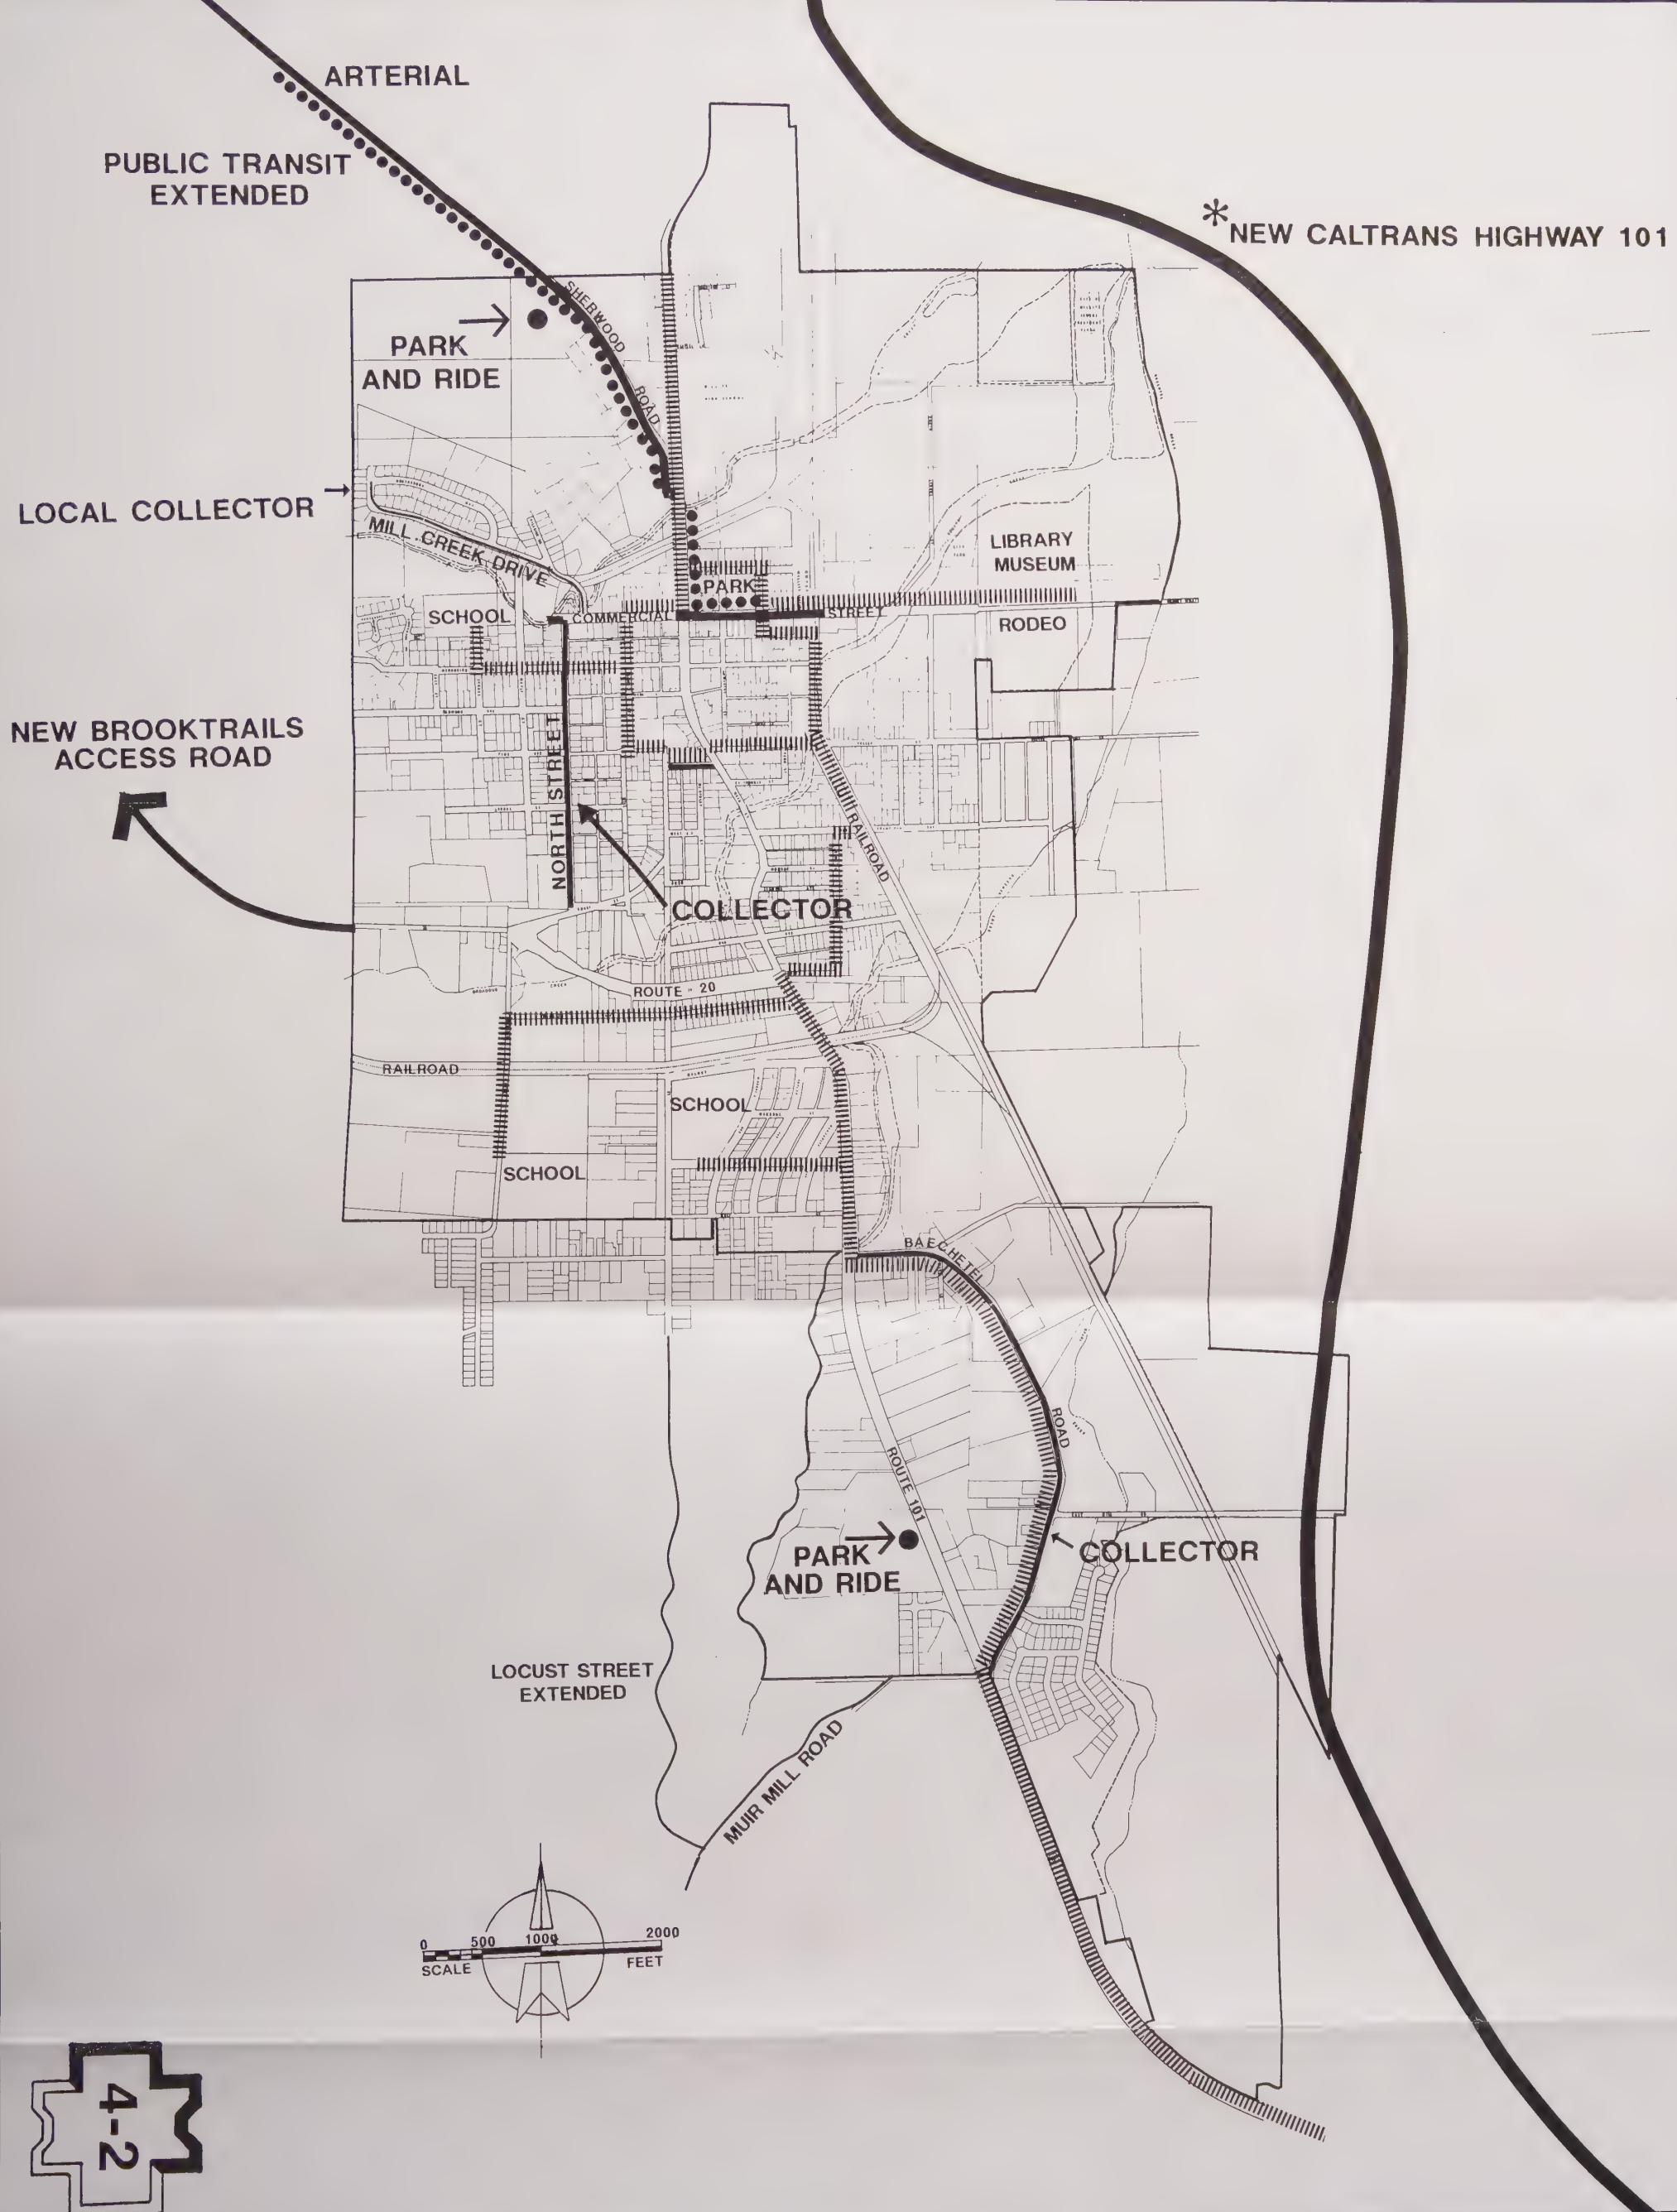 ARTERIAL
PUBLIC TRANSIT
EXTENDED
*NEW CALTRANS HIGHWAY 101
SHERWOOD
ROAD
PARK
AND RIDE
LOCAL COLLECTOR
MILL CREEK DRIVE
LIBRARY
MUSEUM
PARK
SCHOOL
COMMERCIAL
STREET
RODEO
NEW BROOKTRAILS
ACCESS ROAD
NORTH STREET
RAILROAD
COLLECTOR
ROUTE - 20
RAILROAD
SCHOOL
SCHOOL
BAECHETEL
ROAD
ROUTE 101
PARK
AND RIDE
COLLECTOR
LOCUST STREET
EXTENDED
MUIR MILL ROAD
0 500 1000 2000
SCALE FEET
4-2